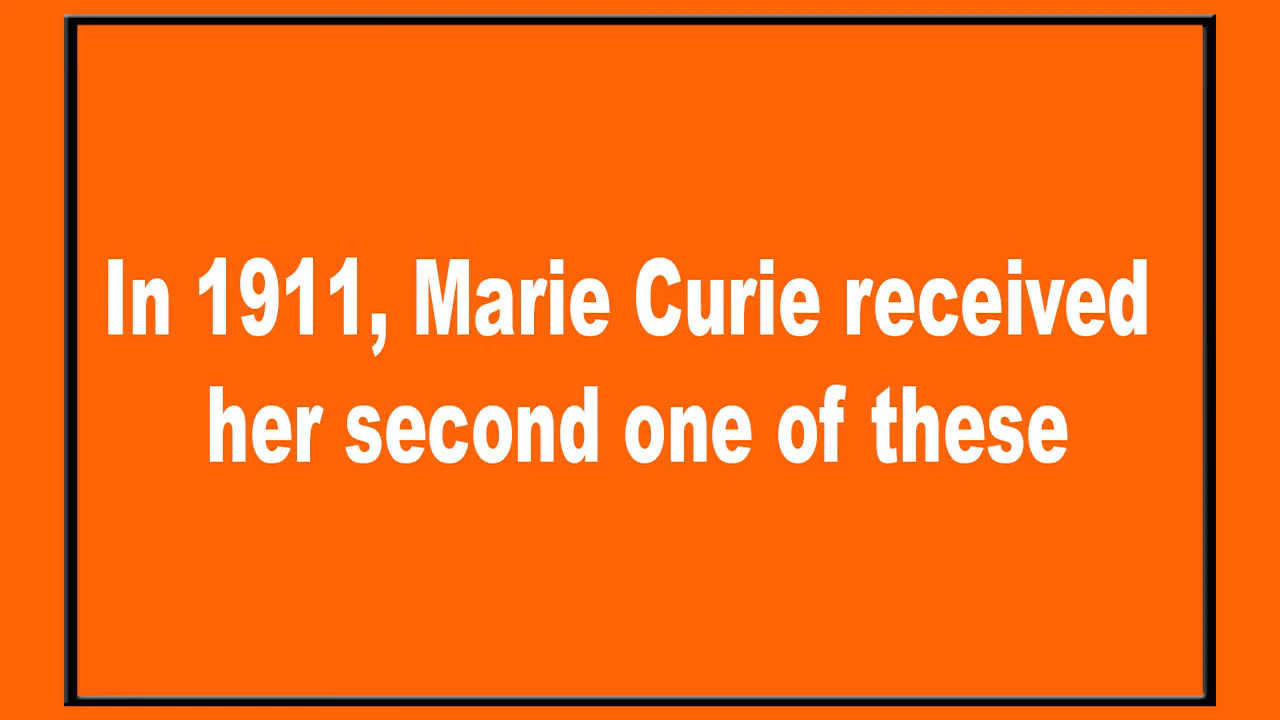 In 1911, Marie Curie received
her second one of these